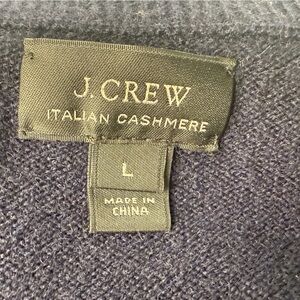 J. CREW
ITALIAN CASHMERE
L
MADE IN
CHINA